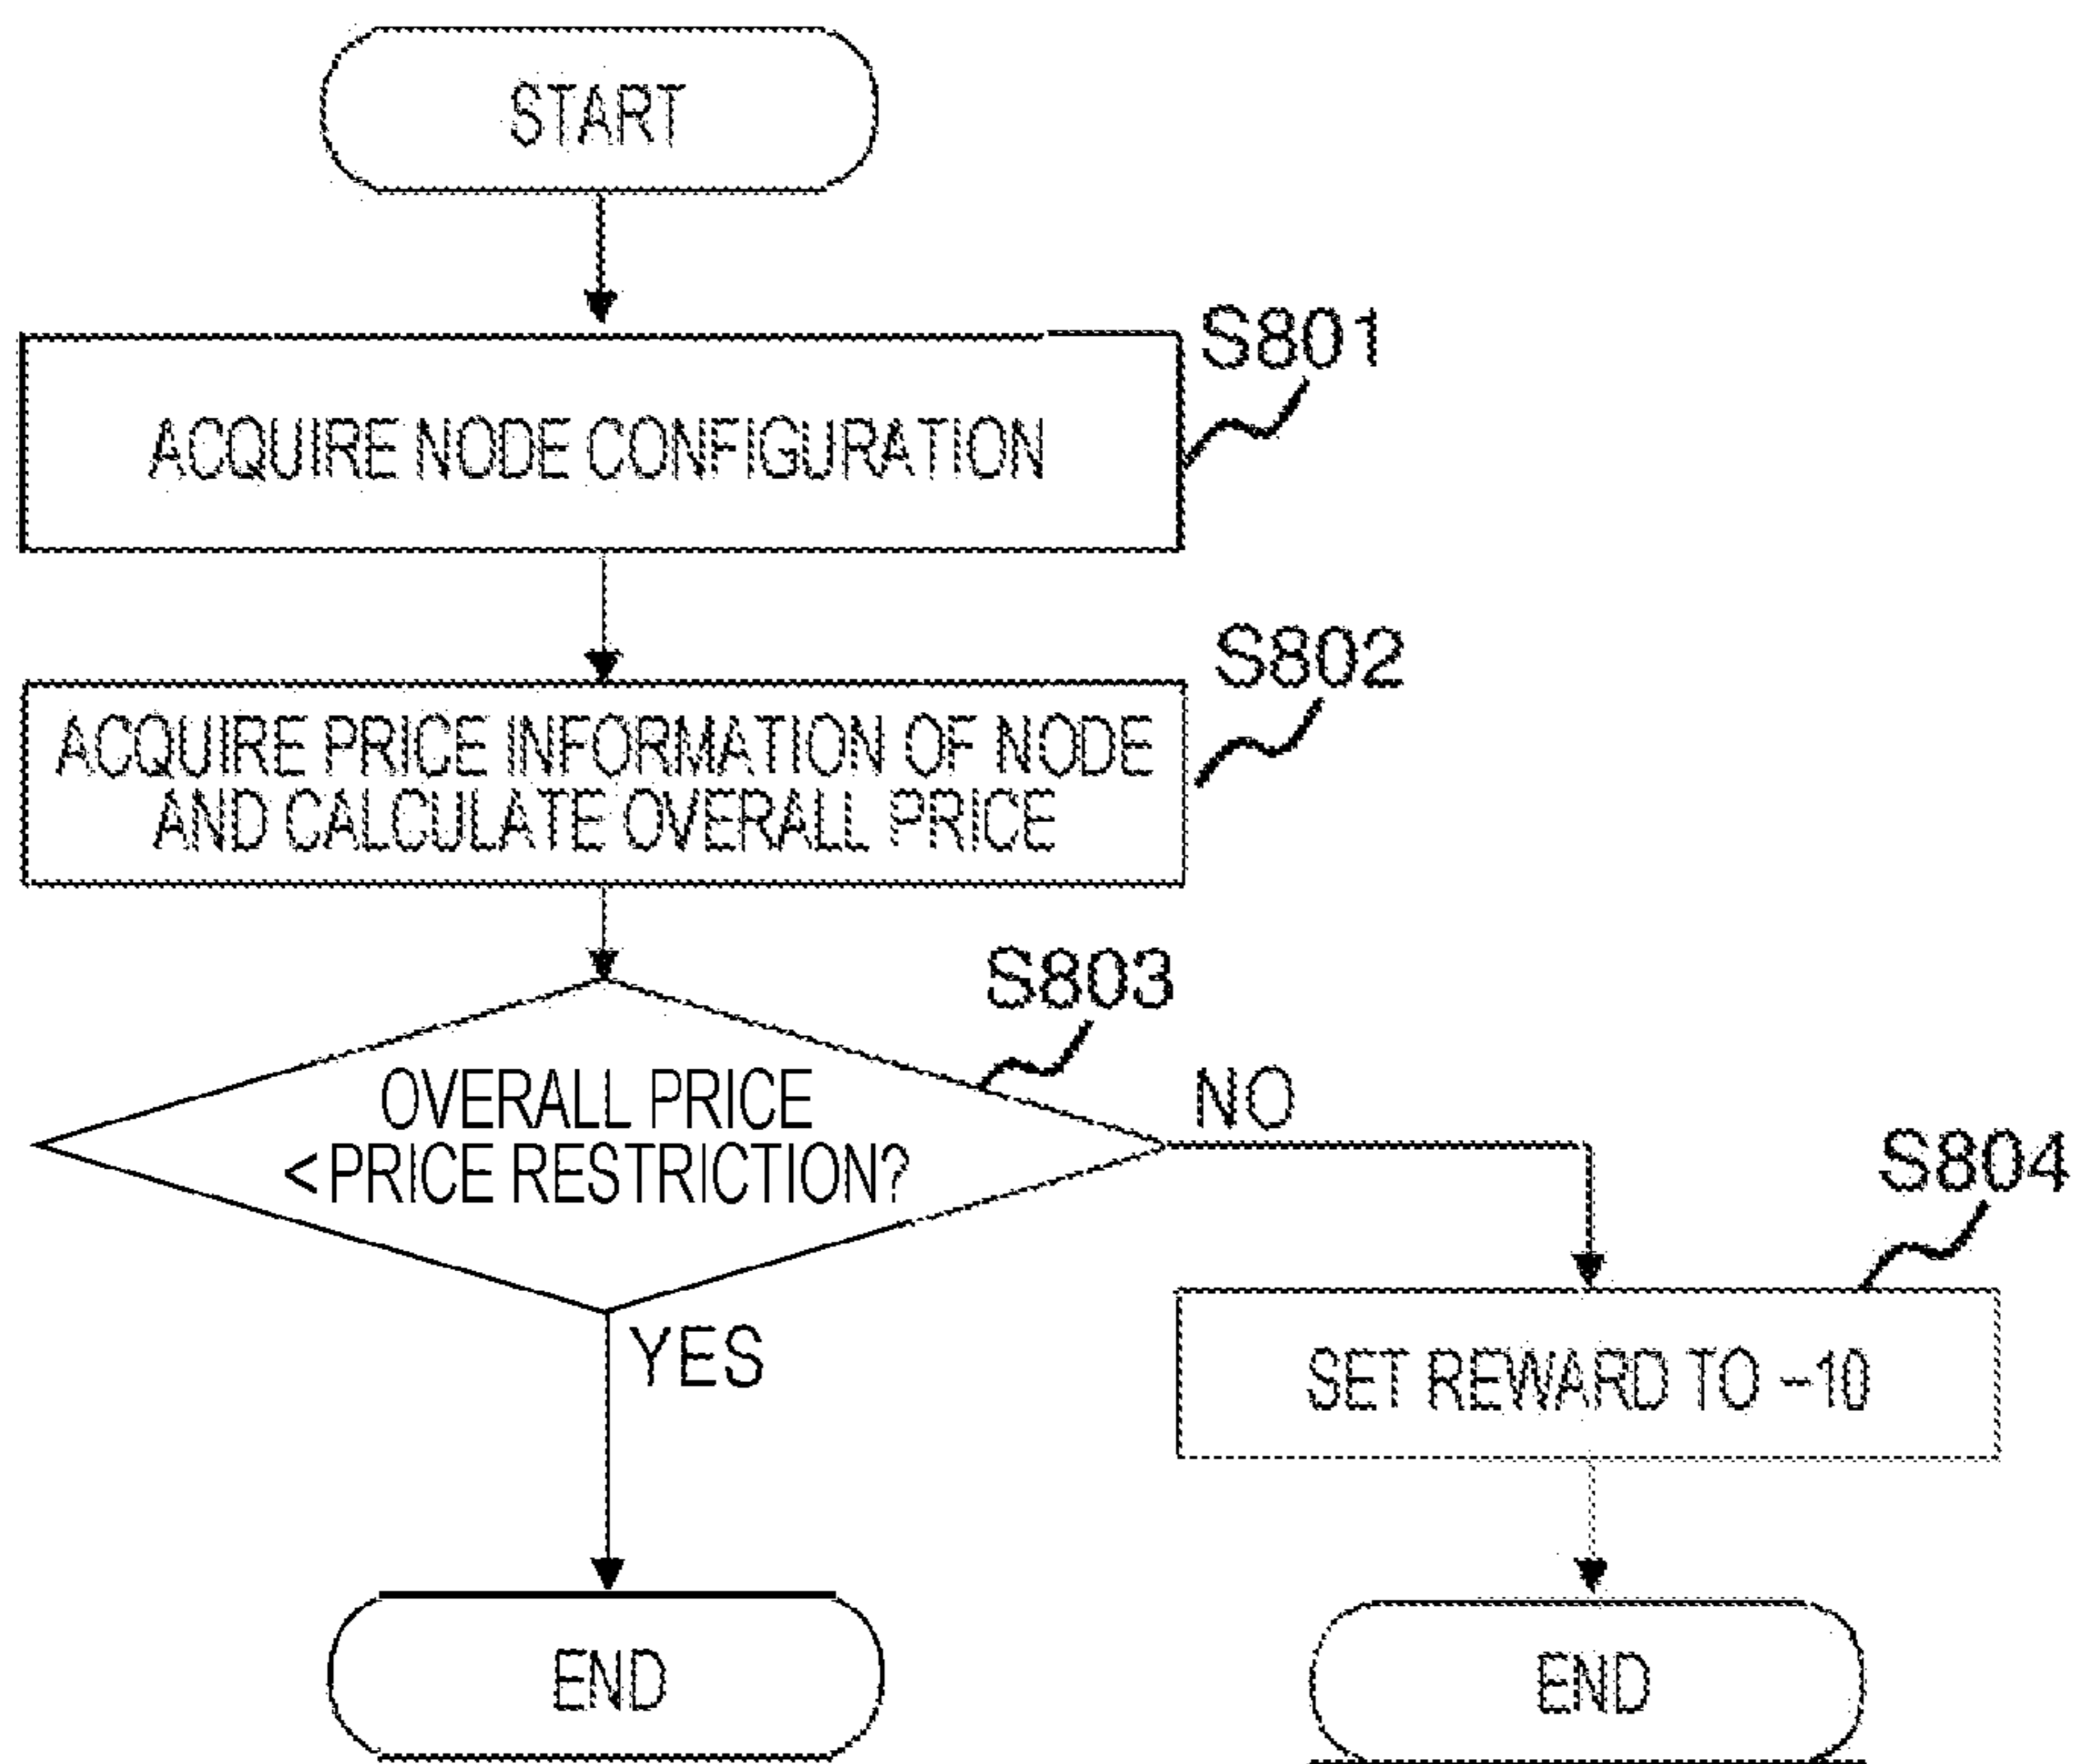 START
S801
ACQUIRE NODE CONFIGURATION
S802
ACQUIRE PRICE INFORMATION OF NODE
AND CALCULATE OVERALL PRICE
S803
OVERALL PRICE
< PRICE RESTRICTION?
NO
S804
YES
SET REWARD TO −10
END
END